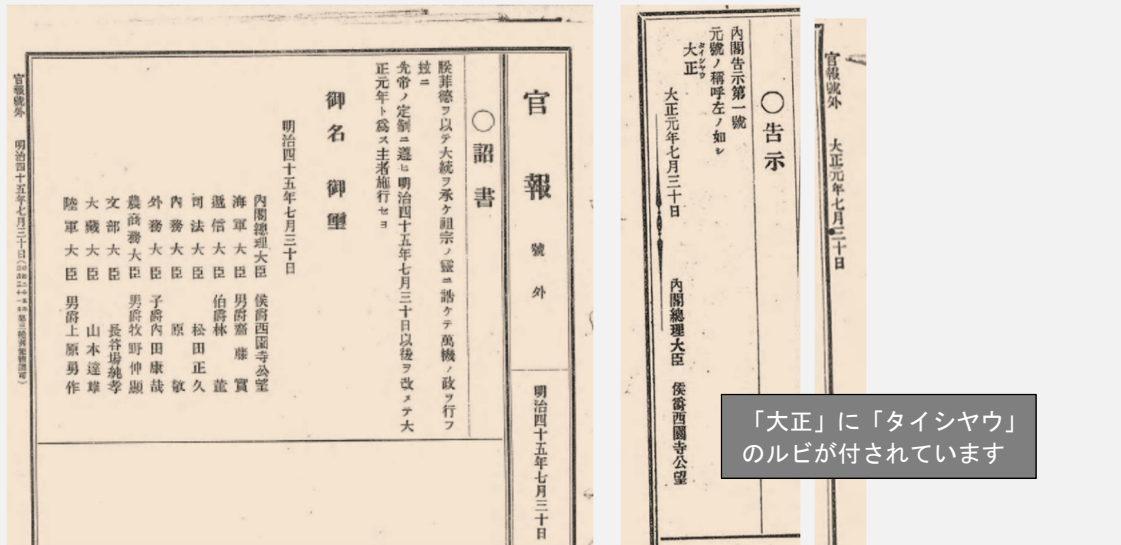 官報 號外 明治四十五年七月三十日
〇詔書
朕菲德ヲ以テ大統ヲ承ケ祖宗ノ靈ニ誥ケテ萬機ノ政ヲ行フ
茲ニ
先帝ノ定制ニ遵ヒ明治四十五年七月三十日以後ヲ改メテ大
正元年ト爲ス主者施行セヨ
御名 御璽
明治四十五年七月三十日
內閣總理大臣 侯爵西園寺公望
海軍大臣 男爵齋藤實
遞信大臣 伯爵林董
司法大臣 松田正久
內務大臣 原敬
外務大臣 子爵內田康哉
農商務大臣 男爵牧野伸顯
文部大臣 長谷場純孝
大藏大臣 山本達雄
陸軍大臣 男爵上原勇作
官報號外 明治四十五年七月三十日
〇告示
內閣告示第一號
元號ノ稱呼左ノ如シ
大正
タイシヤウ
大正元年七月三十日
內閣總理大臣 侯爵西園寺公望
官報號外 大正元年七月三十日
「大正」に「タイシヤウ」
のルビが付されています